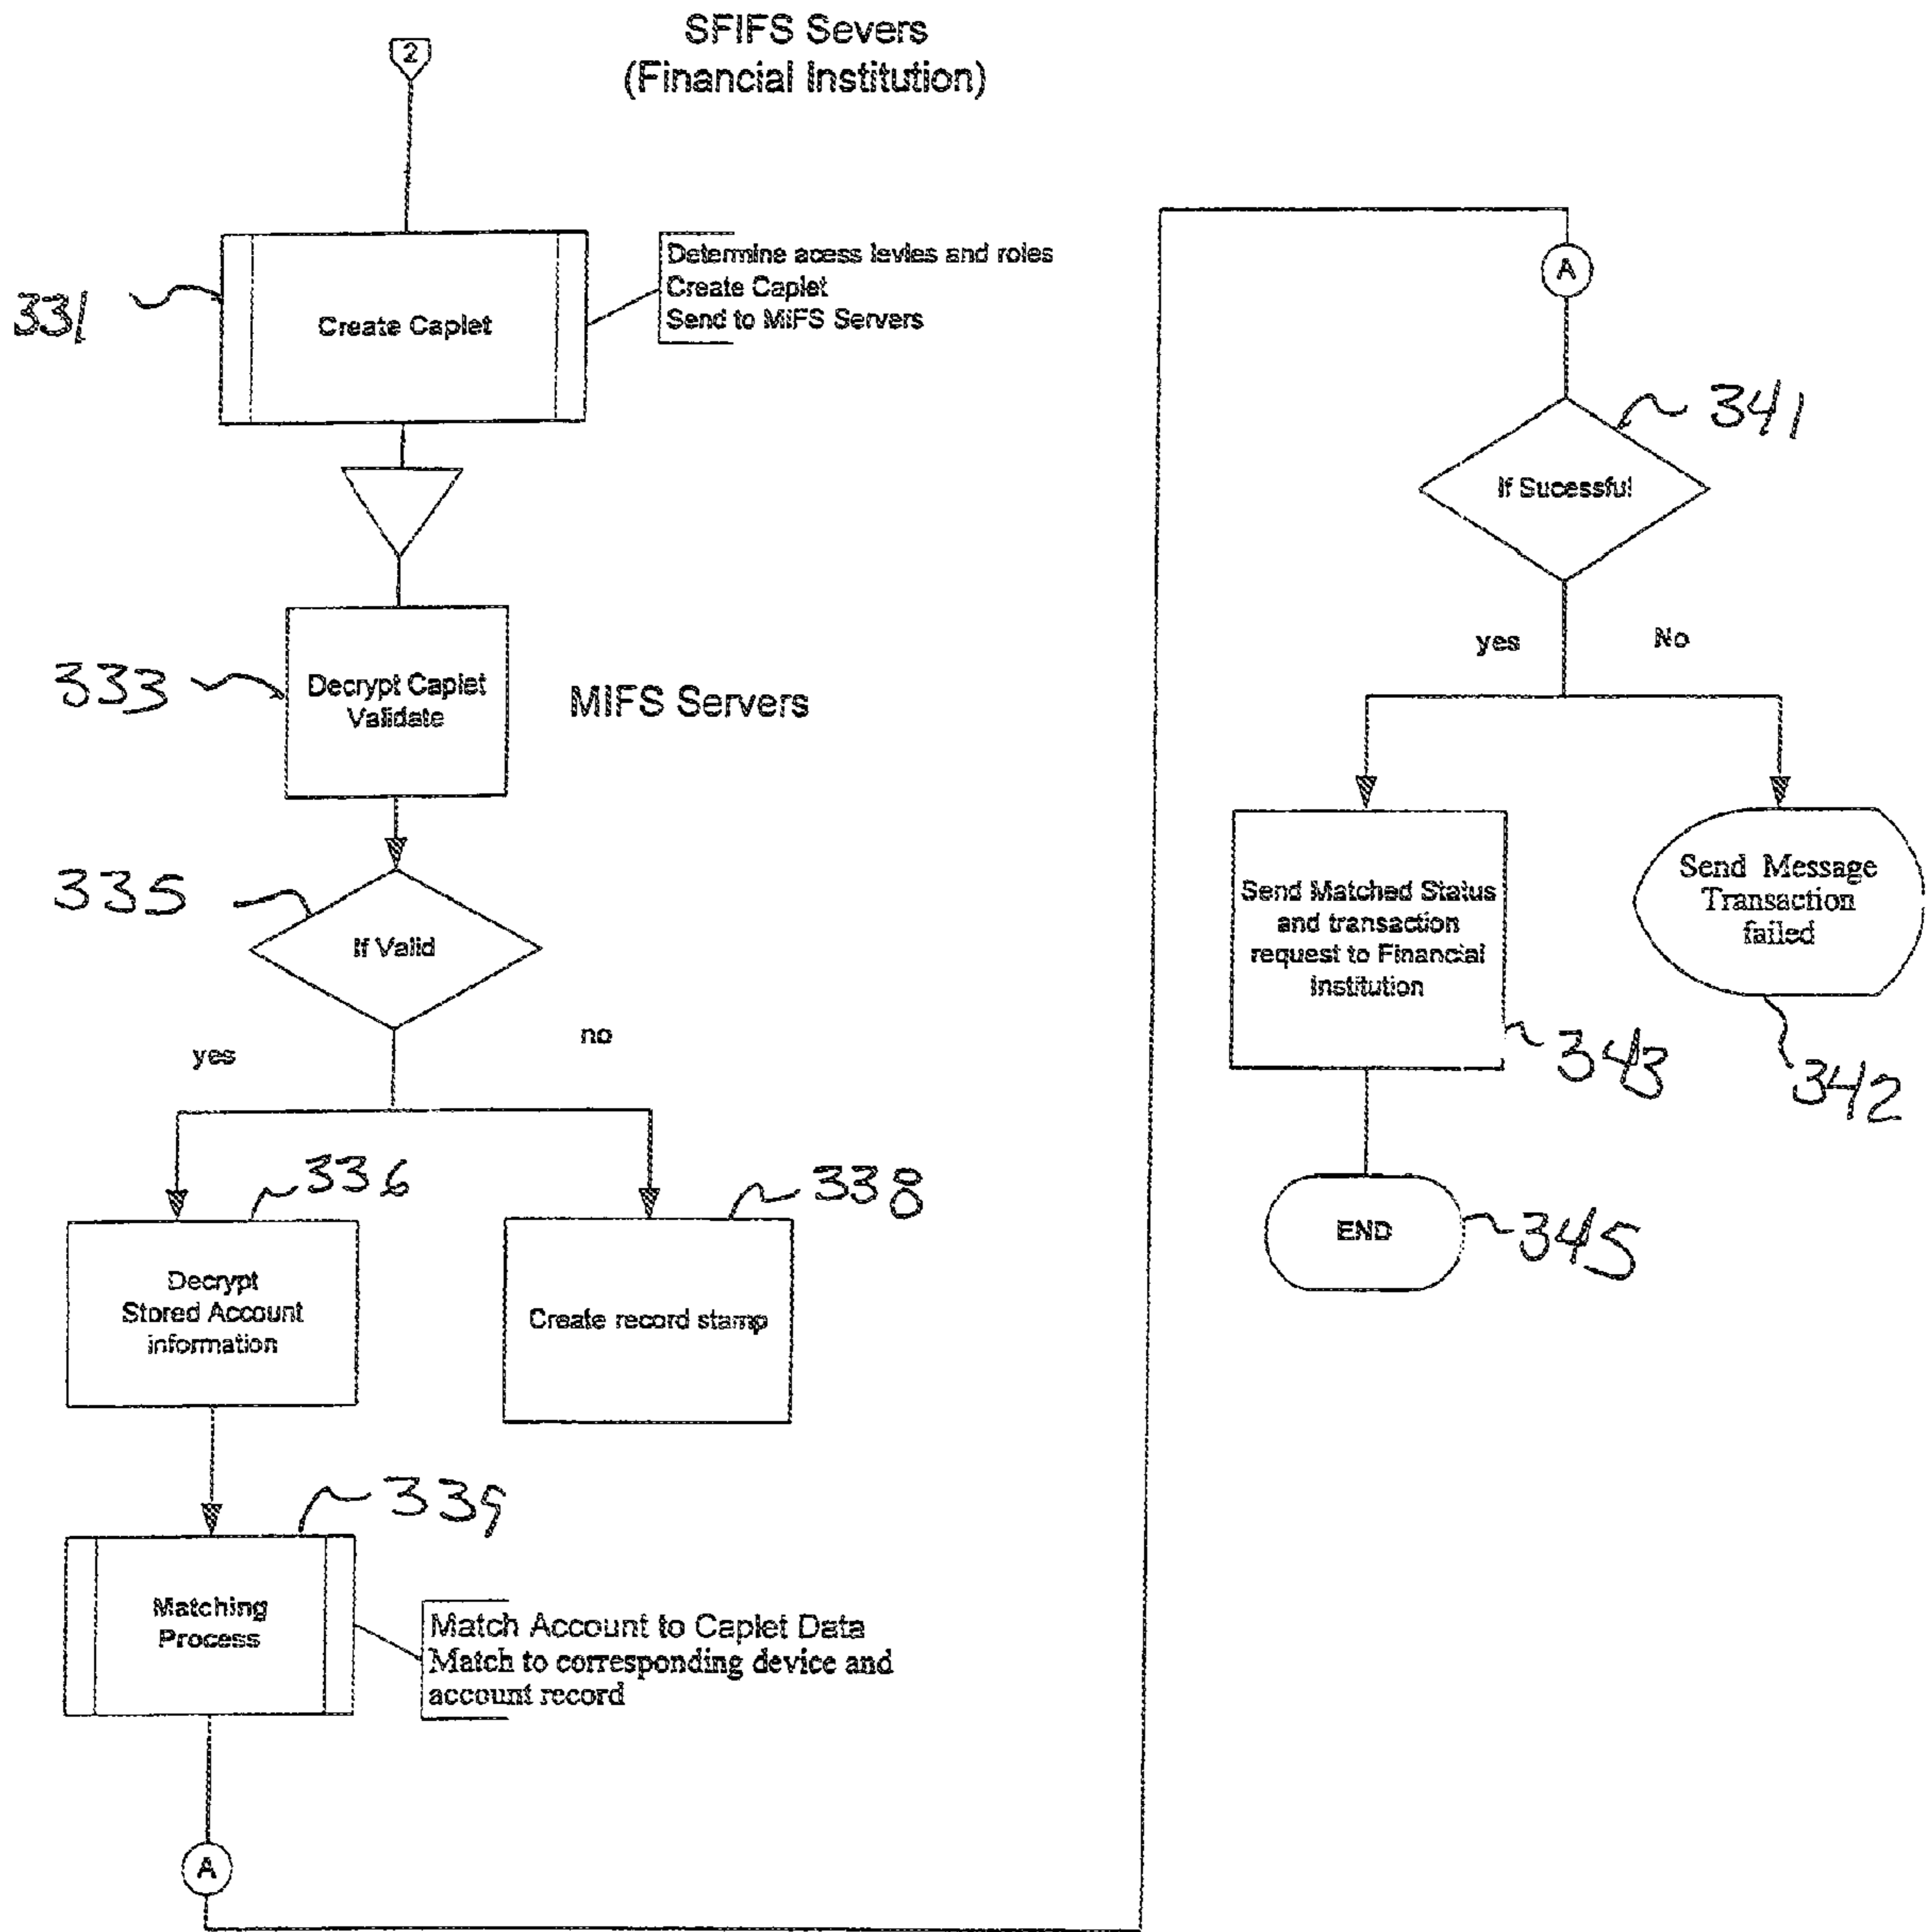 SFIFS Severs
(Financial Institution)
2
Determine acess levles and roles
Create Caplet
Send to MIFS Servers
331
Create Caplet
333
Decrypt Caplet
Validate
MIFS Servers
335
If Valid
yes
no
336
338
Decrypt
Stored Account
information
Create record stamp
339
Matching
Process
Match Account to Caplet Data
Match to corresponding device and
account record
A
A
341
If Sucessful
yes
No
Send Matched Status
and transaction
request to Financial
Institution
343
Send Message
Transaction
failed
342
END
345